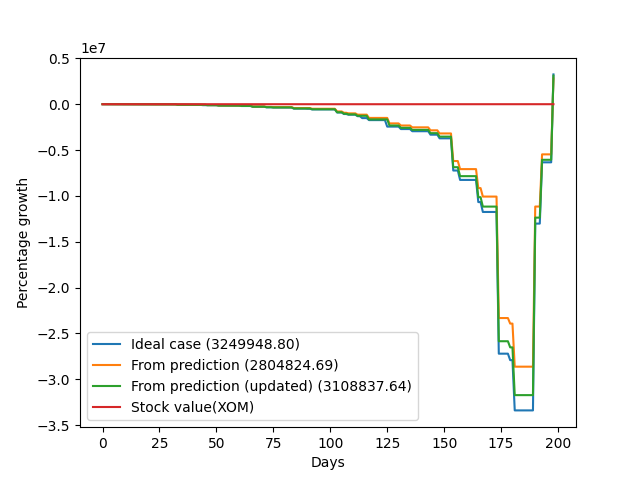 1e7
0.5
0.0
−0.5
−1.0
−1.5
−2.0
−2.5
−3.0
−3.5
Percentage growth
Ideal case (3249948.80)
From prediction (2804824.69)
From prediction (updated) (3108837.64)
Stock value(XOM)
0 25 50 75 100 125 150 175 200
Days